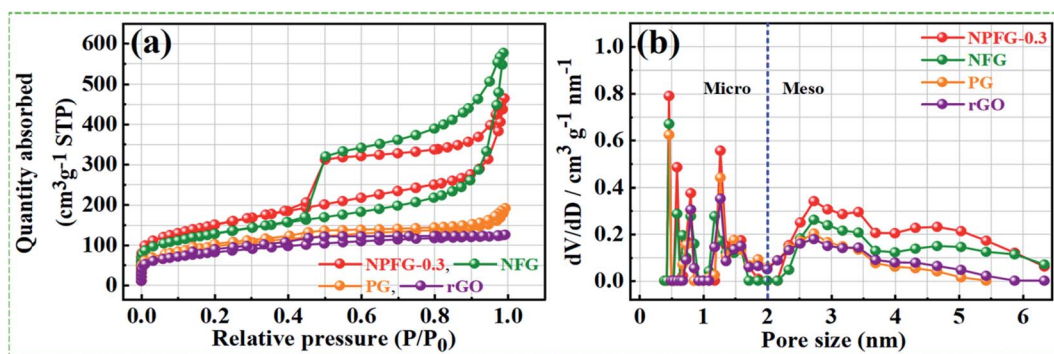 (a)
600
500
400
300
200
100
0
Quantity absorbed
(cm³g⁻¹ STP)
NPFG-0.3, NFG
PG, rGO
0.0 0.2 0.4 0.6 0.8 1.0
Relative pressure (P/P₀)
(b)
1.0
0.8
0.6
0.4
0.2
0.0
dV/dD / cm³ g⁻¹ nm⁻¹
NPFG-0.3
NFG
PG
rGO
Micro Meso
0 1 2 3 4 5 6
Pore size (nm)